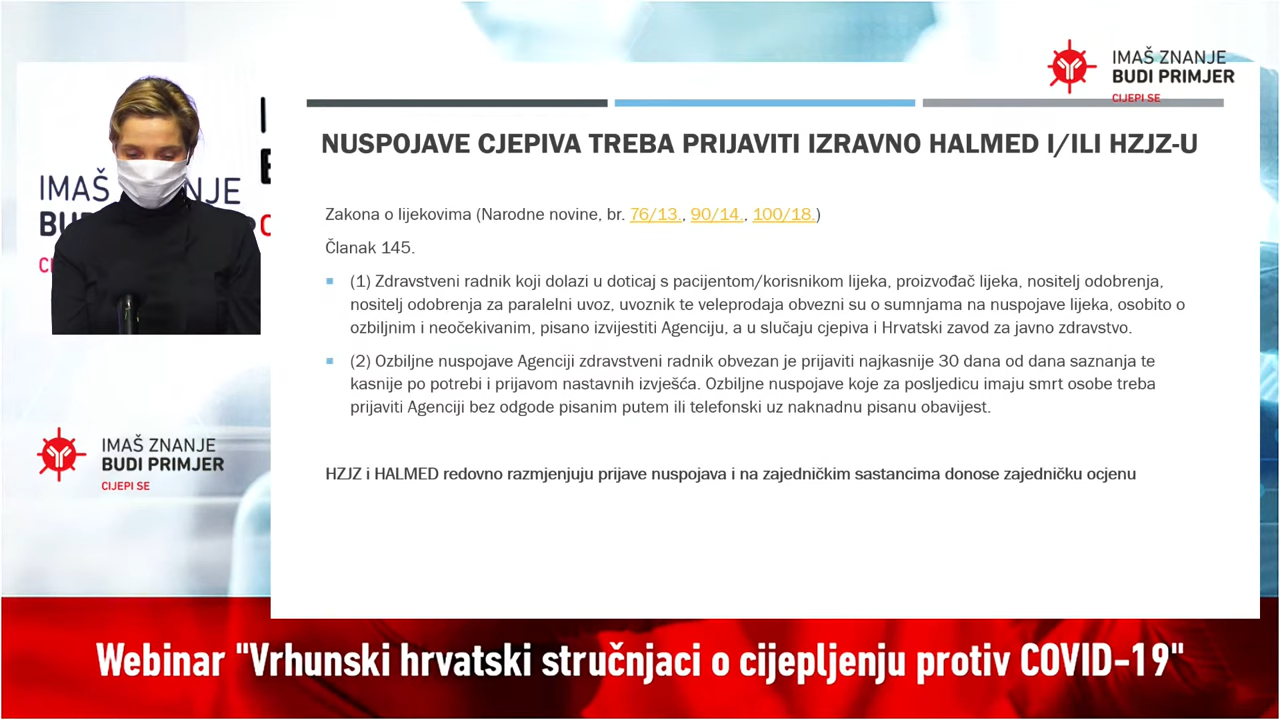 IMAŠ ZNANJE
BUDI PRIMJER
CIJEPI SE
NUSPOJAVE CJEPIVA TREBA PRIJAVITI IZRAVNO HALMED I/ILI HZJZ-U
Zakona o lijekovima (Narodne novine, br. 76/13., 90/14., 100/18.)
Članak 145.
(1) Zdravstveni radnik koji dolazi u doticaj s pacijentom/korisnikom lijeka, proizvođač lijeka, nositelj odobrenja,
nositelj odobrenja za paralelni uvoz, uvoznik te veleprodaja obvezni su o sumnjama na nuspojave lijeka, osobito o
ozbiljnim i neočekivanim, pisano izvijestiti Agenciju, a u slučaju cjepiva i Hrvatski zavod za javno zdravstvo.
(2) Ozbiljne nuspojave Agenciji zdravstveni radnik obvezan je prijaviti najkasnije 30 dana od dana saznanja te
kasnije po potrebi i prijavom nastavnih izvješća. Ozbiljne nuspojave koje za posljedicu imaju smrt osobe treba
prijaviti Agenciji bez odgode pisanim putem ili telefonski uz naknadnu pisanu obavijest.
HZJZ i HALMED redovno razmjenjuju prijave nuspojava i na zajedničkim sastancima donose zajedničku ocjenu
IMAŠ NJE
BU
IMAŠ ZNANJE
BUDI PRIMJER
CIJEPI SE
Webinar "Vrhunski hrvatski stručnjaci o cijepljenju protiv COVID-19"